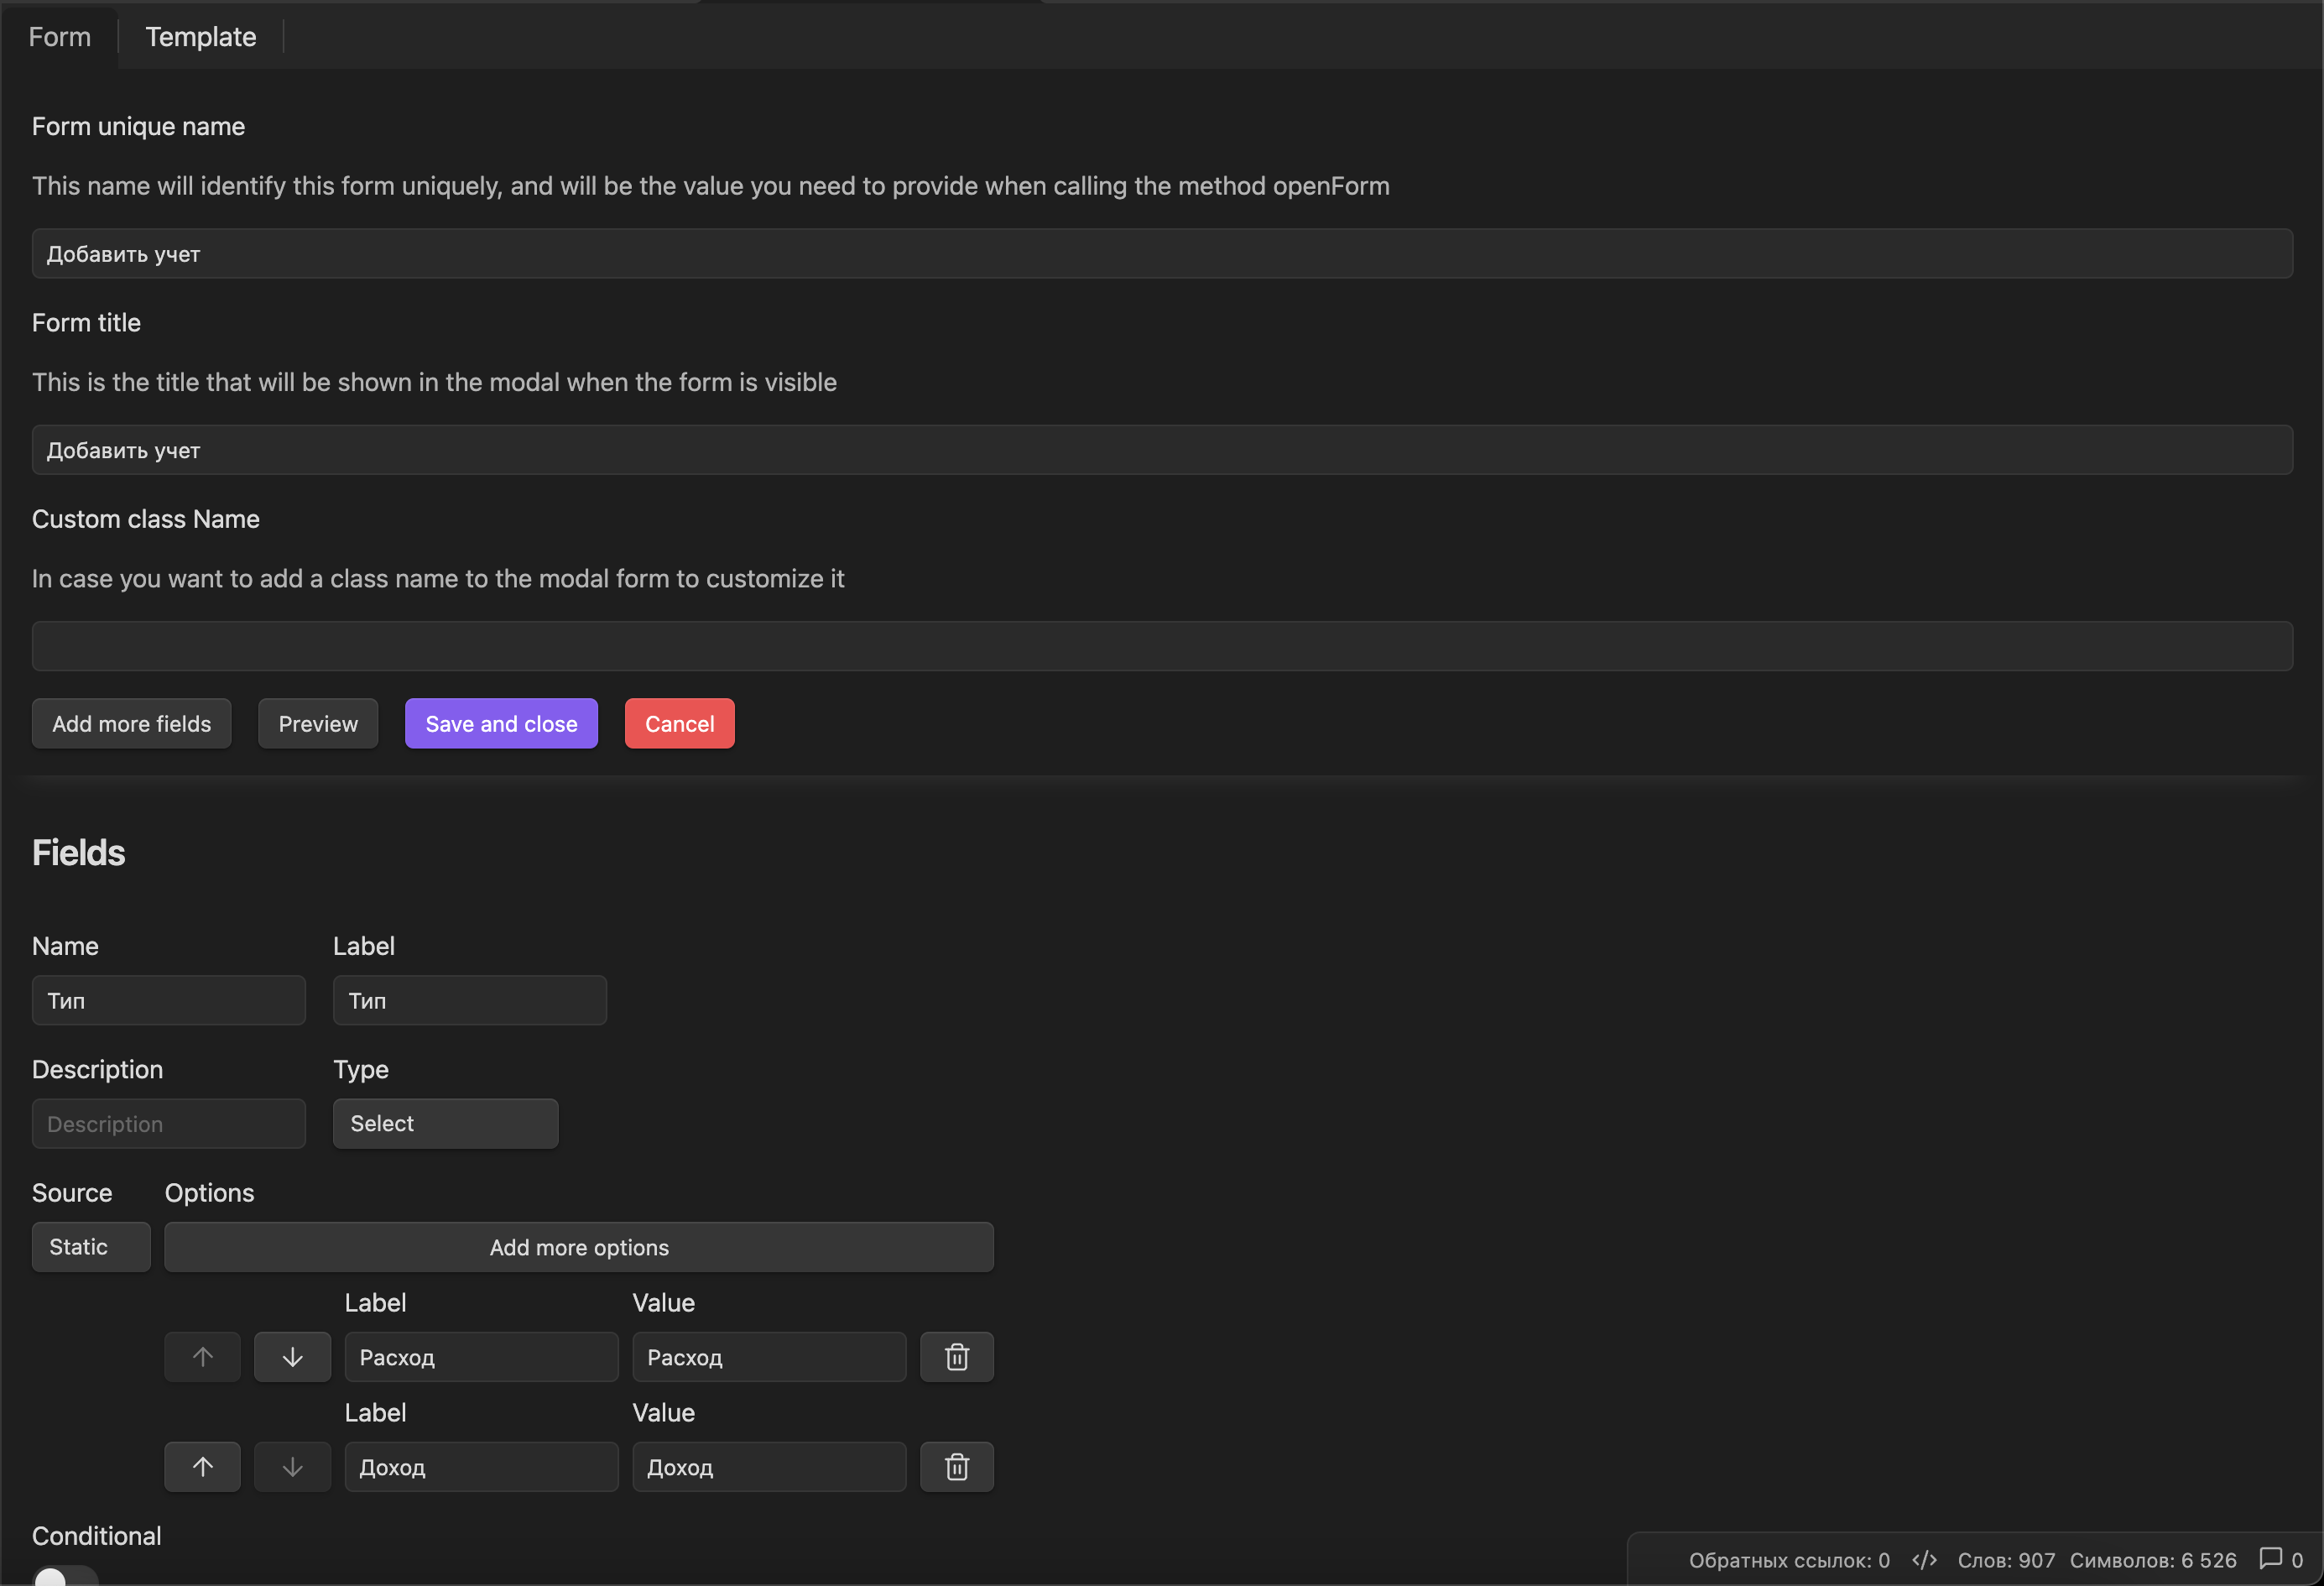 Form
Template
Form unique name
This name will identify this form uniquely, and will be the value you need to provide when calling the method openForm
Добавить учет
Form title
This is the title that will be shown in the modal when the form is visible
Добавить учет
Custom class Name
In case you want to add a class name to the modal form to customize it
Add more fields Preview Save and close Cancel
Fields
Name Label
Тип Тип
Description Type
Description Select
Source Options
Static Add more options
Label Value
Расход Расход
Label Value
Доход Доход
Conditional
Обратных ссылок: 0 </> Слов: 907 Символов: 6 526 0